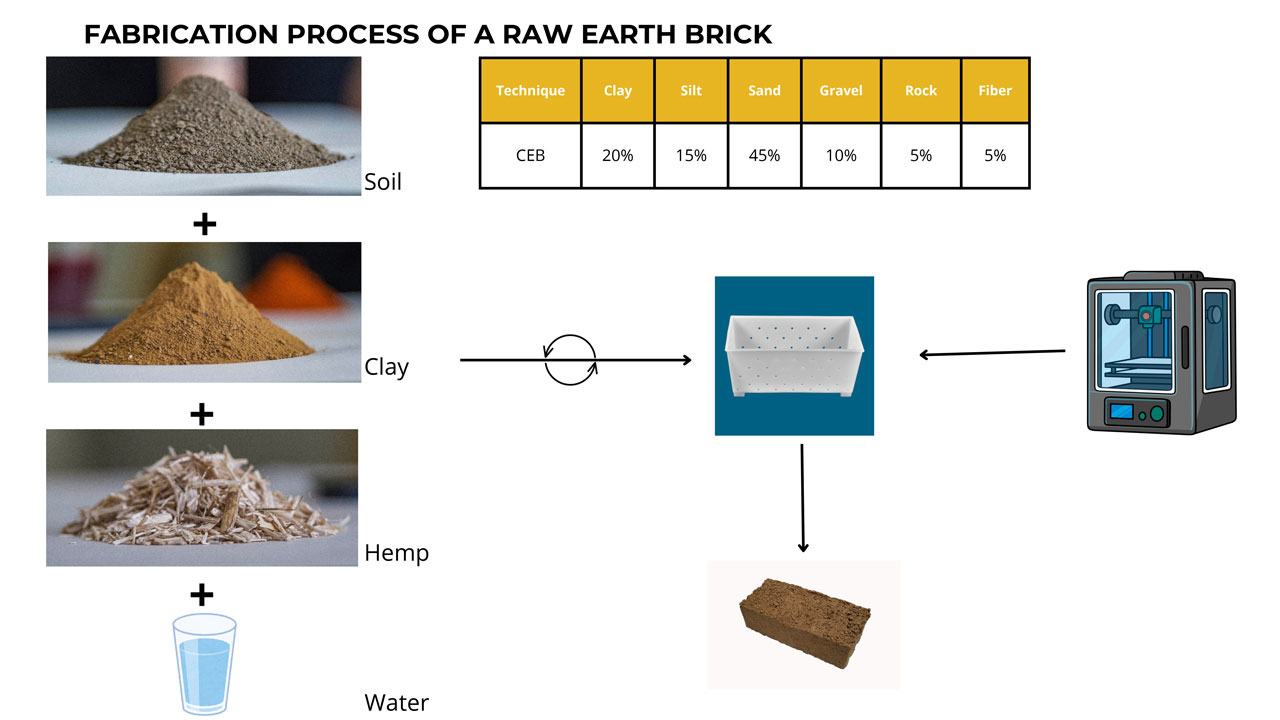 FABRICATION PROCESS OF A RAW EARTH BRICK
Technique Clay Silt Sand Gravel Rock Fiber
CEB 20% 15% 45% 10% 5% 5%
Soil
+
Clay
+
Hemp
+
Water